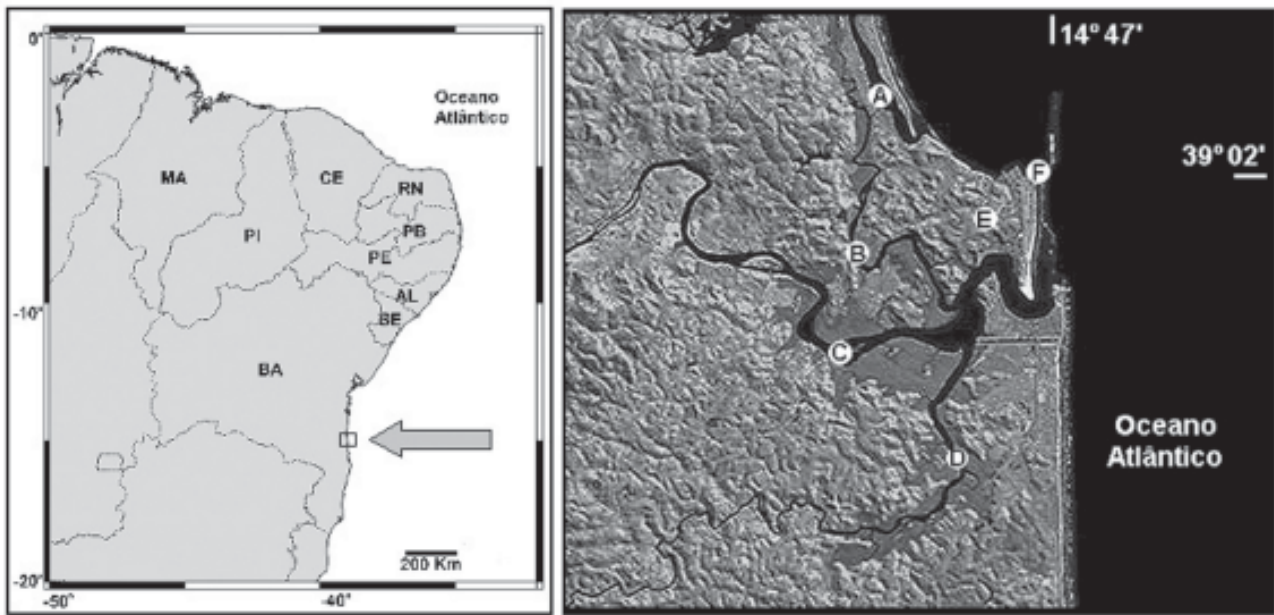 0°
Oceano
Atlântico
MA
CE
RN
PB
PI
PE
AL
SE
-10°
BA
200 Km
-20°
-50°
-40°
14° 47'
A
39° 02'
F
E
B
C
D
Oceano
Atlântico